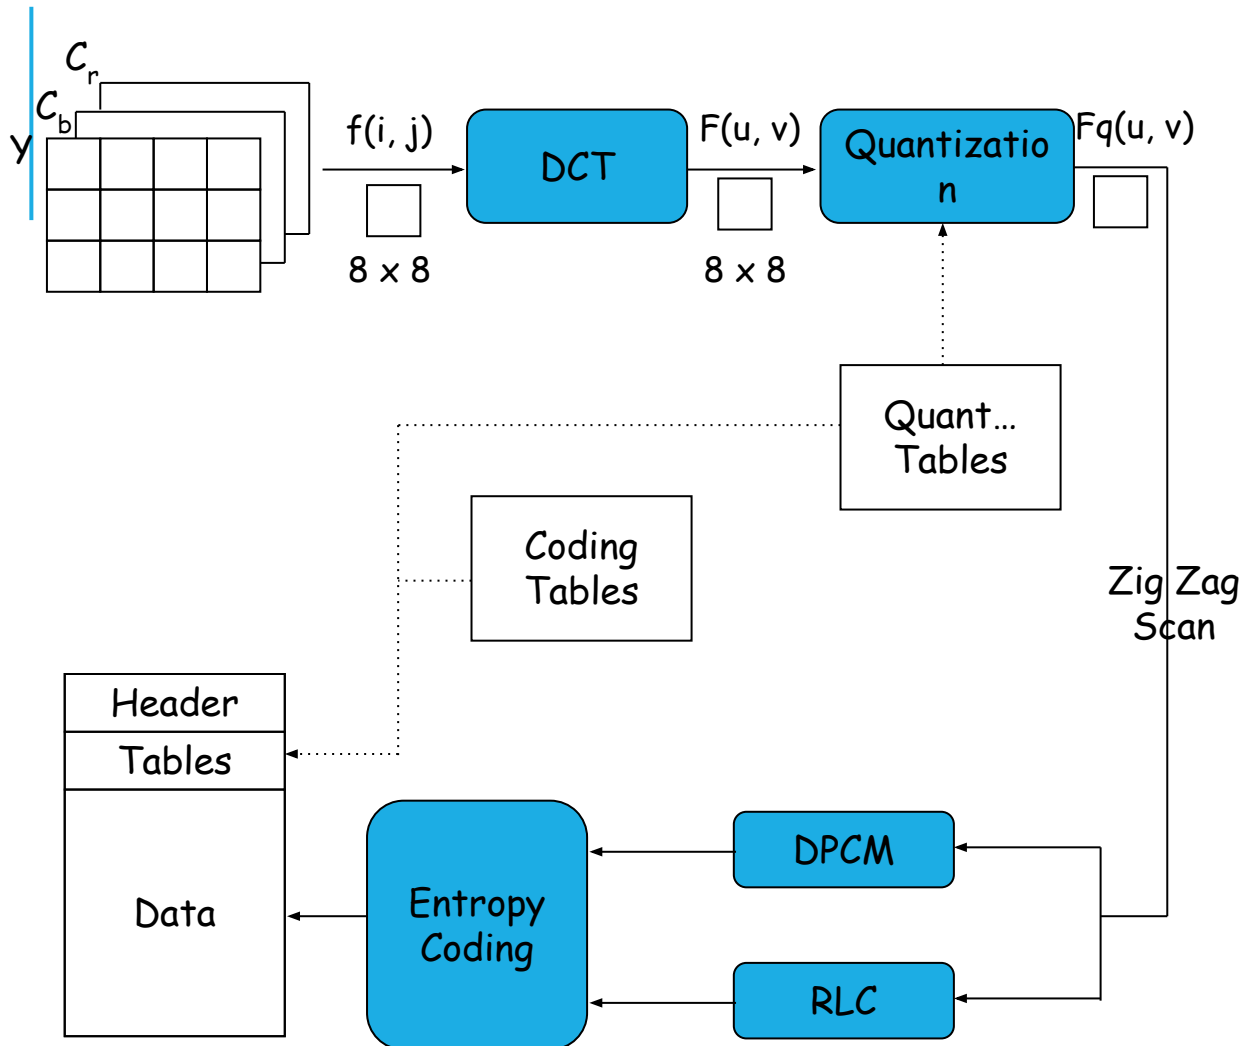 Cr
Cb
Y
f(i, j)
8 x 8
DCT
F(u, v)
8 x 8
Quantizatio
n
Fq(u, v)
Quant...
Tables
Coding
Tables
Zig Zag
Scan
Header
Tables
Data
Entropy
Coding
DPCM
RLC